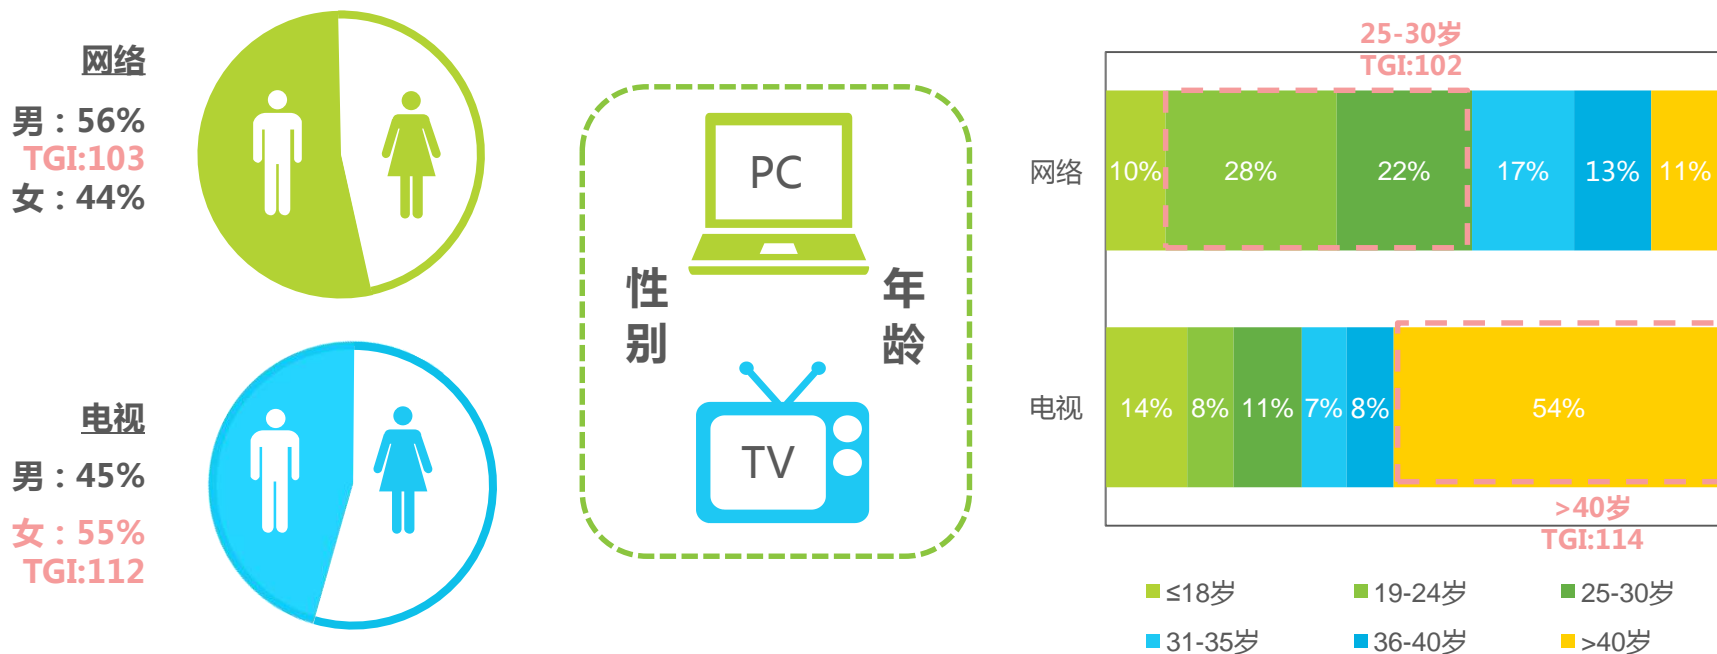 网络
男：56%
TGI:103
女：44%
电视
男：45%
女：55%
TGI:112
PC
性别
年龄
TV
25-30岁
TGI:102
网络
10% 28% 22% 17% 13% 11%
电视
14% 8% 11% 7% 8% 54%
>40岁
TGI:114
≤18岁 19-24岁 25-30岁
31-35岁 36-40岁 >40岁